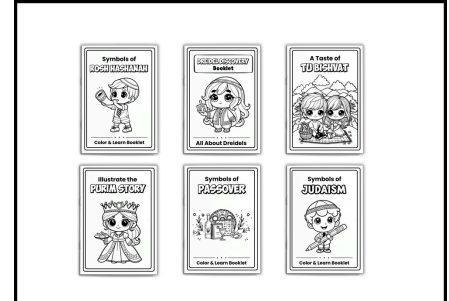 Symbols of
ROSH HASHANAH
Color & Learn Booklet
DREIDEL DISCOVERY
Booklet
All About Dreidels
A Taste of
TU BISHVAT
Illustrate the
PURIM STORY
Symbols of
PASSOVER
Color & Learn Booklet
Symbols of
JUDAISM
Color & Learn Booklet